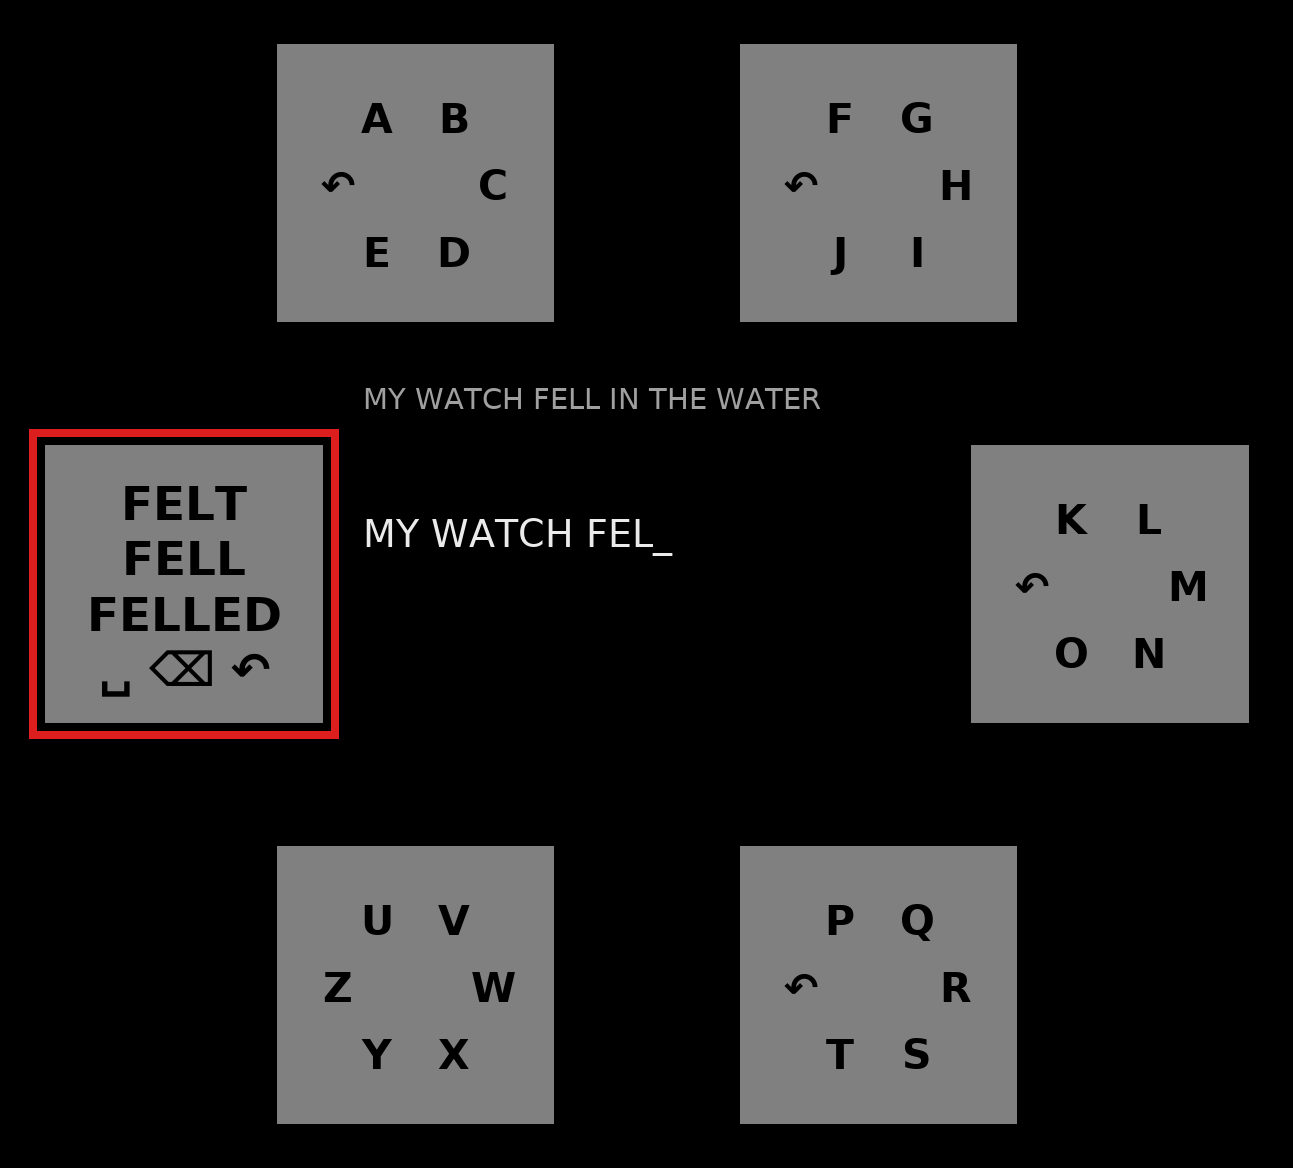 A B
↶ C
E D
F G
↶ H
J I
MY WATCH FELL IN THE WATER
FELT
FELL
FELLED
␣ ⌫ ↶
MY WATCH FEL_
K L
↶ M
O N
U V
Z W
Y X
P Q
↶ R
T S